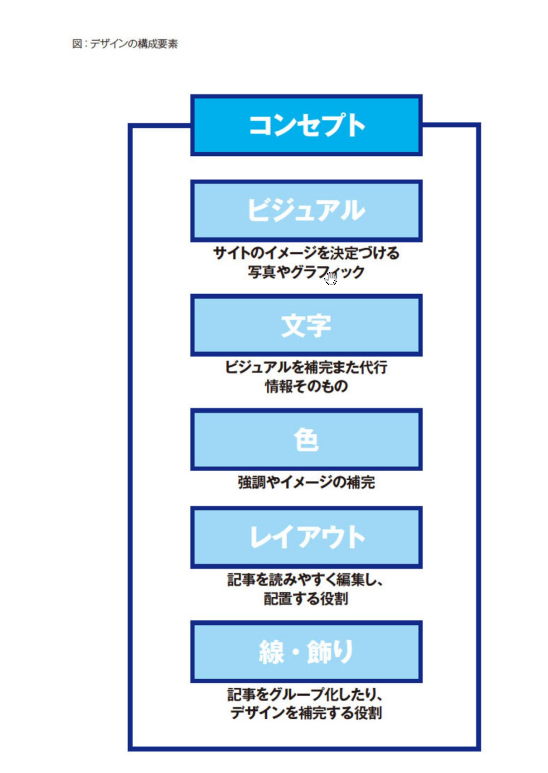 図：デザインの構成要素
コンセプト
ビジュアル
サイトのイメージを決定づける
写真やグラフィック
文字
ビジュアルを補完また代行
情報そのもの
色
強調やイメージの補完
レイアウト
記事を読みやすく編集し、
配置する役割
線・飾り
記事をグループ化したり、
デザインを補完する役割